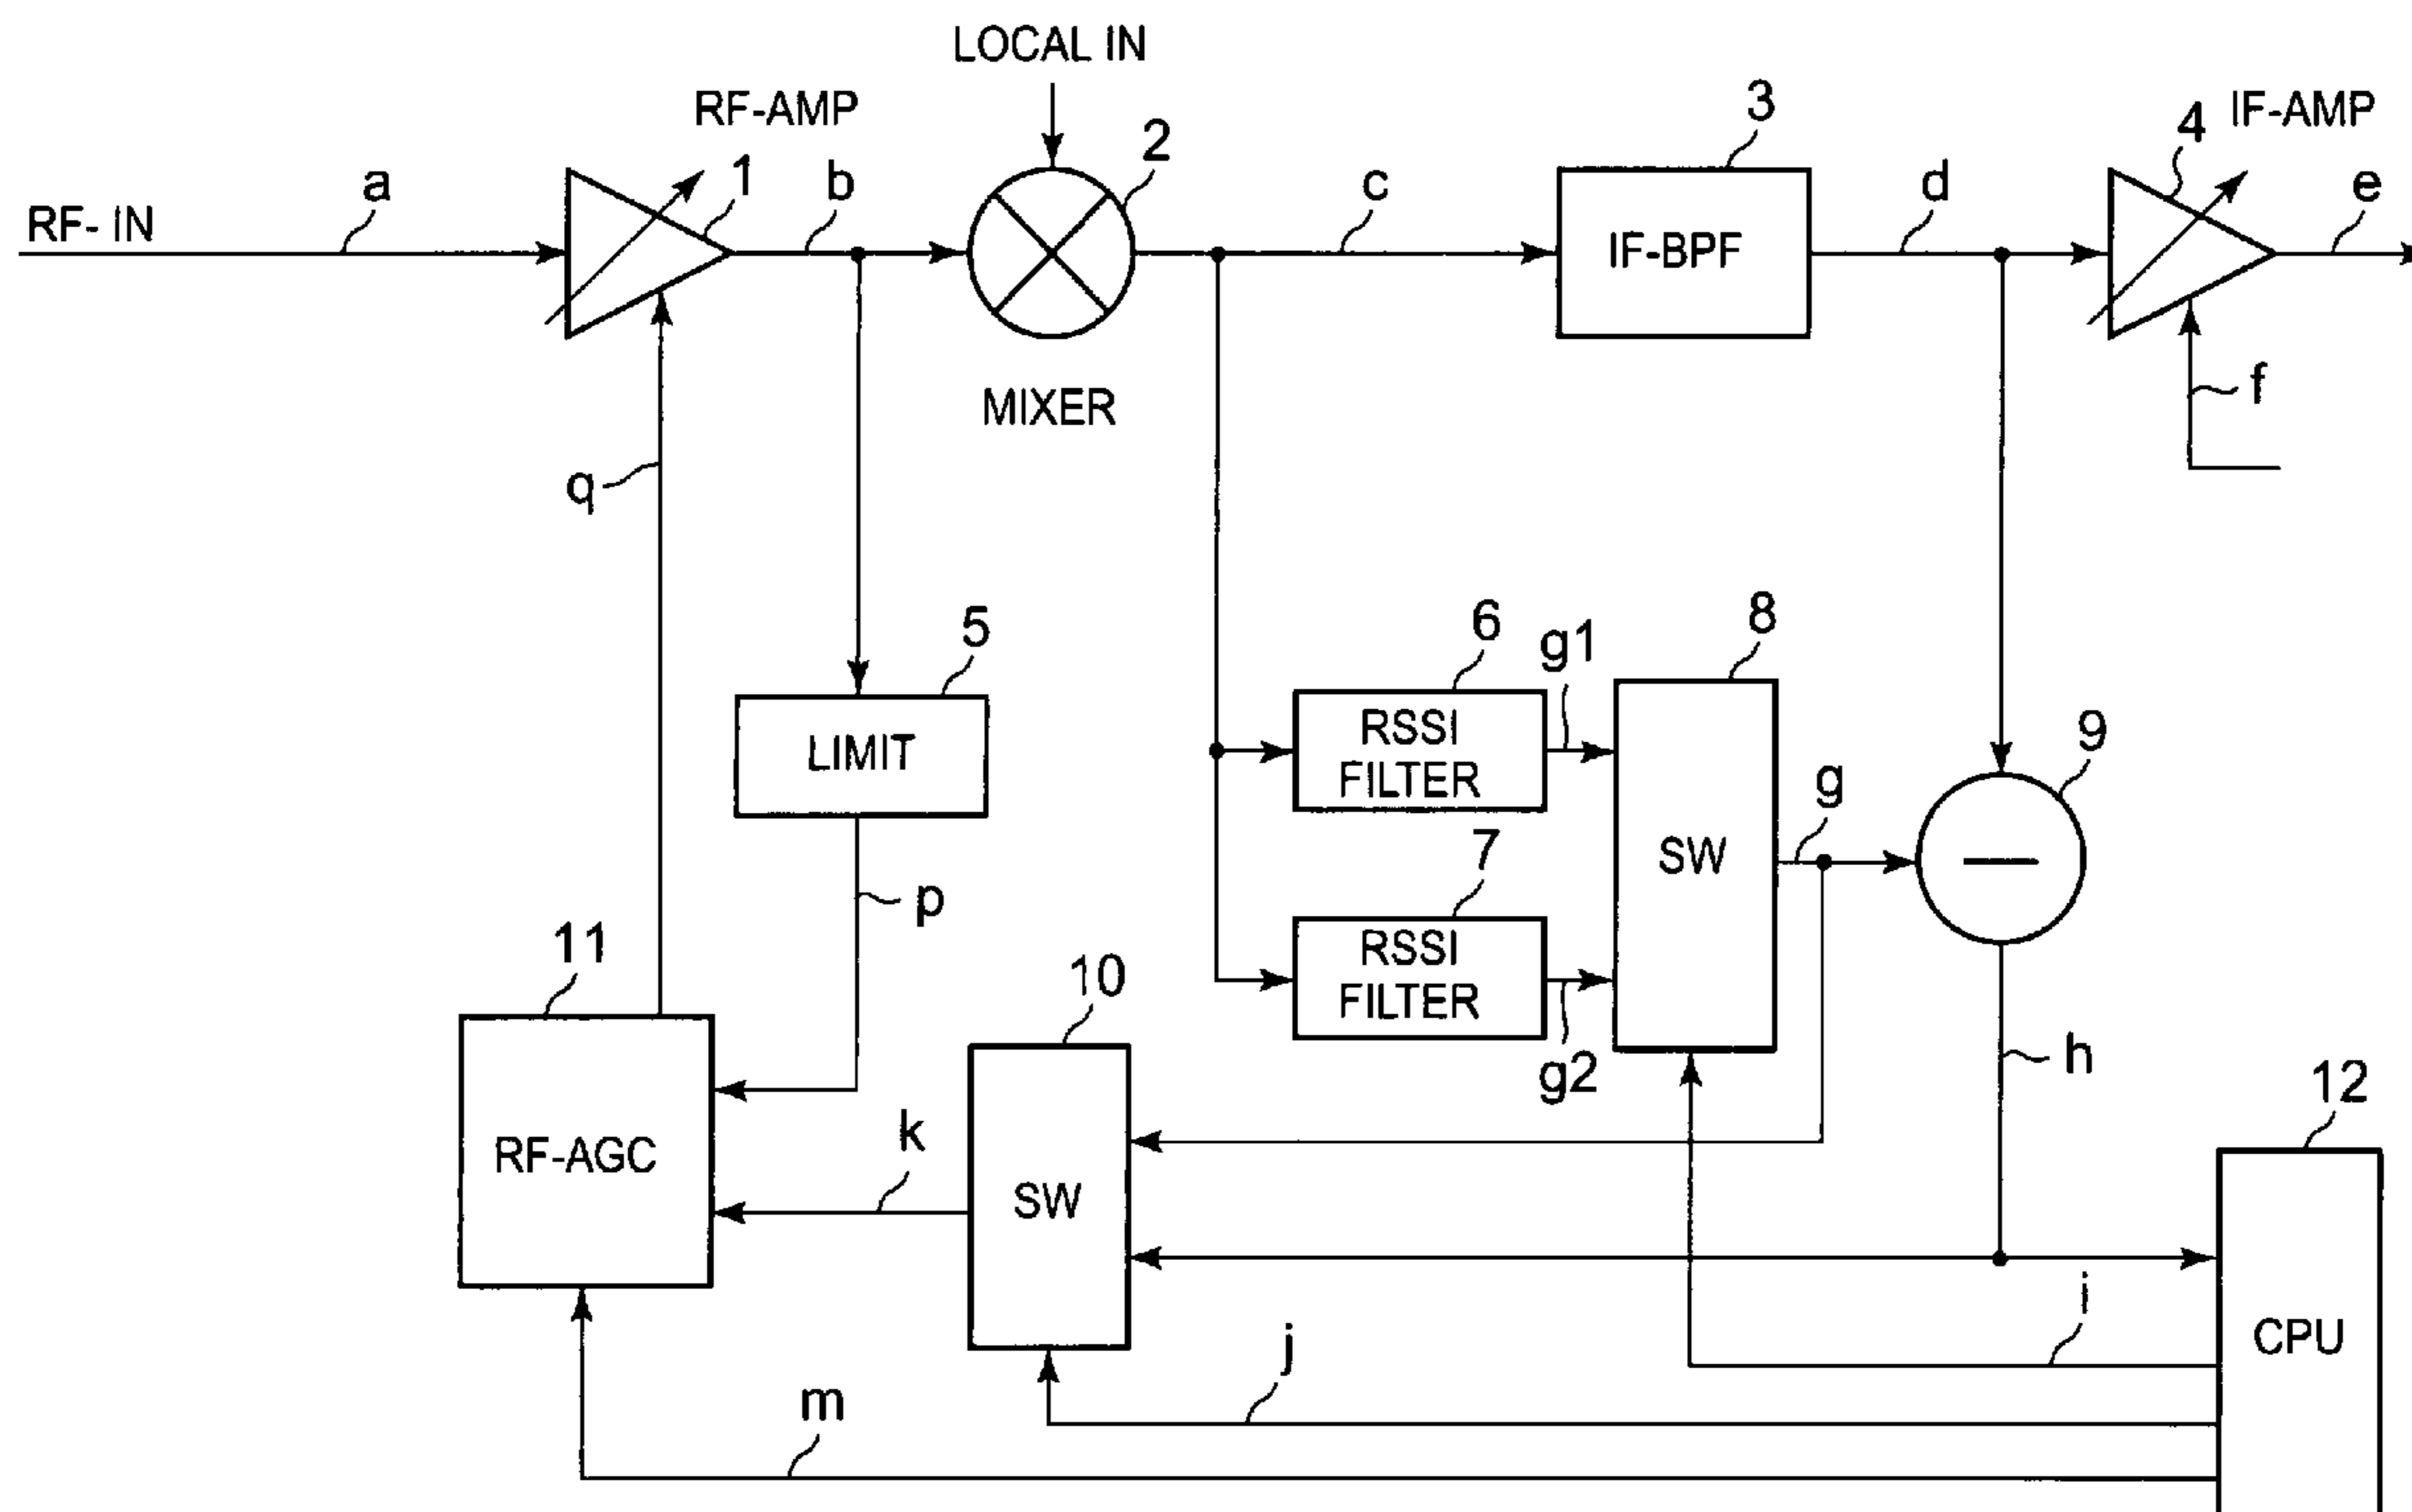 LOCAL IN
RF-AMP
3
IF-AMP
4
2
1
a
b
c
d
e
RF- IN
IF-BPF
f
MIXER
q
5
6
g1
8
LIMIT
RSSI
FILTER
9
g
7
SW
p
RSSI
FILTER
11
10
g2
h
12
k
RF-AGC
SW
i
j
CPU
m